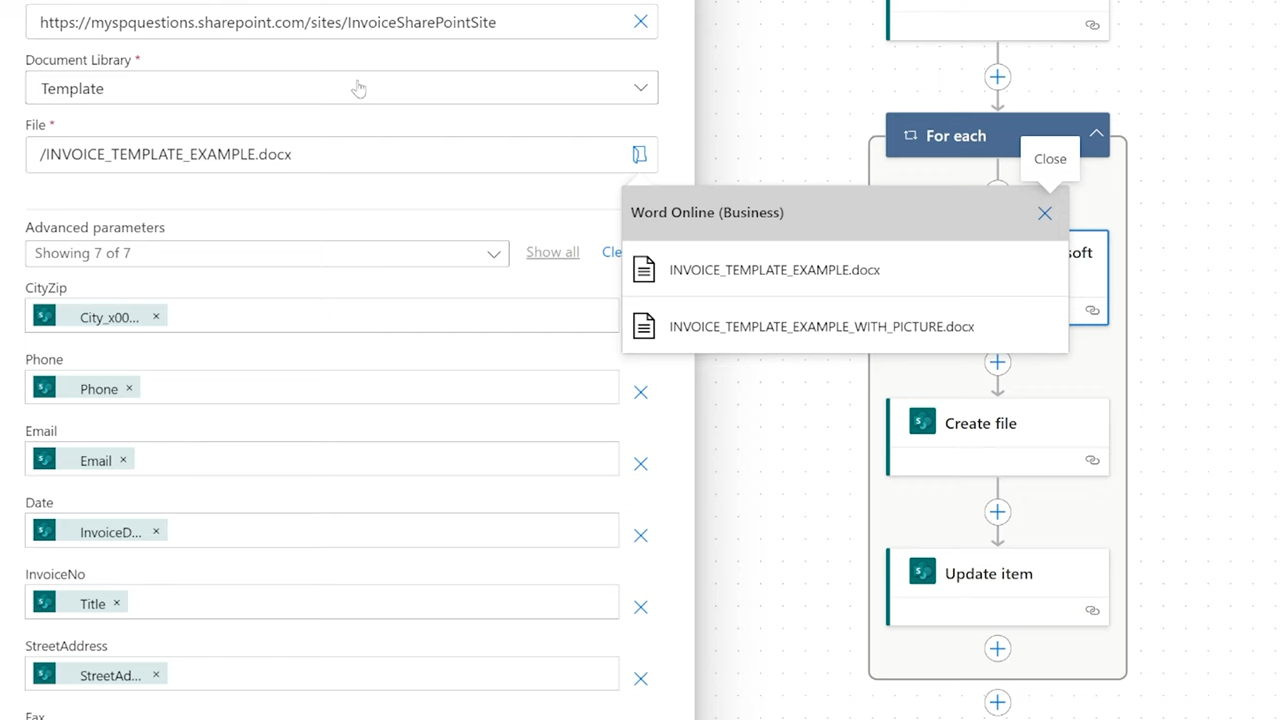 https://myspquestions.sharepoint.com/sites/InvoiceSharePointSite
Document Library *
Template
File *
/INVOICE_TEMPLATE_EXAMPLE.docx
Advanced parameters
Showing 7 of 7
Show all
Cle
CityZip
City_x00...
Phone
Phone
Email
Email
Date
InvoiceD...
InvoiceNo
Title
StreetAddress
StreetAd...
Fax
Word Online (Business)
INVOICE_TEMPLATE_EXAMPLE.docx
INVOICE_TEMPLATE_EXAMPLE_WITH_PICTURE.docx
For each
Close
soft
Create file
Update item